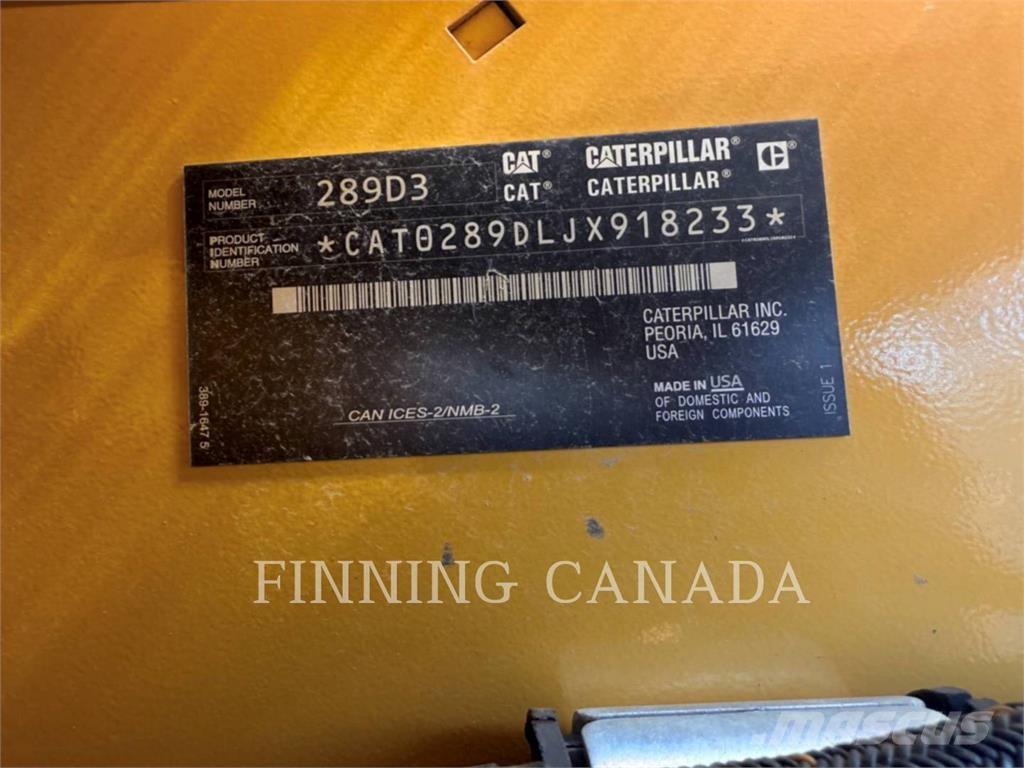 MODEL NUMBER 289D3
CAT® CATERPILLAR® C®
CAT® CATERPILLAR®
PRODUCT IDENTIFICATION NUMBER *CAT0289DLJX918233*
CATERPILLAR INC.
PEORIA, IL 61629
USA
MADE IN USA
OF DOMESTIC AND
FOREIGN COMPONENTS
CAN ICES-2/NMB-2
389-1647 5
ISSUE 1
FINNING CANADA
mascus